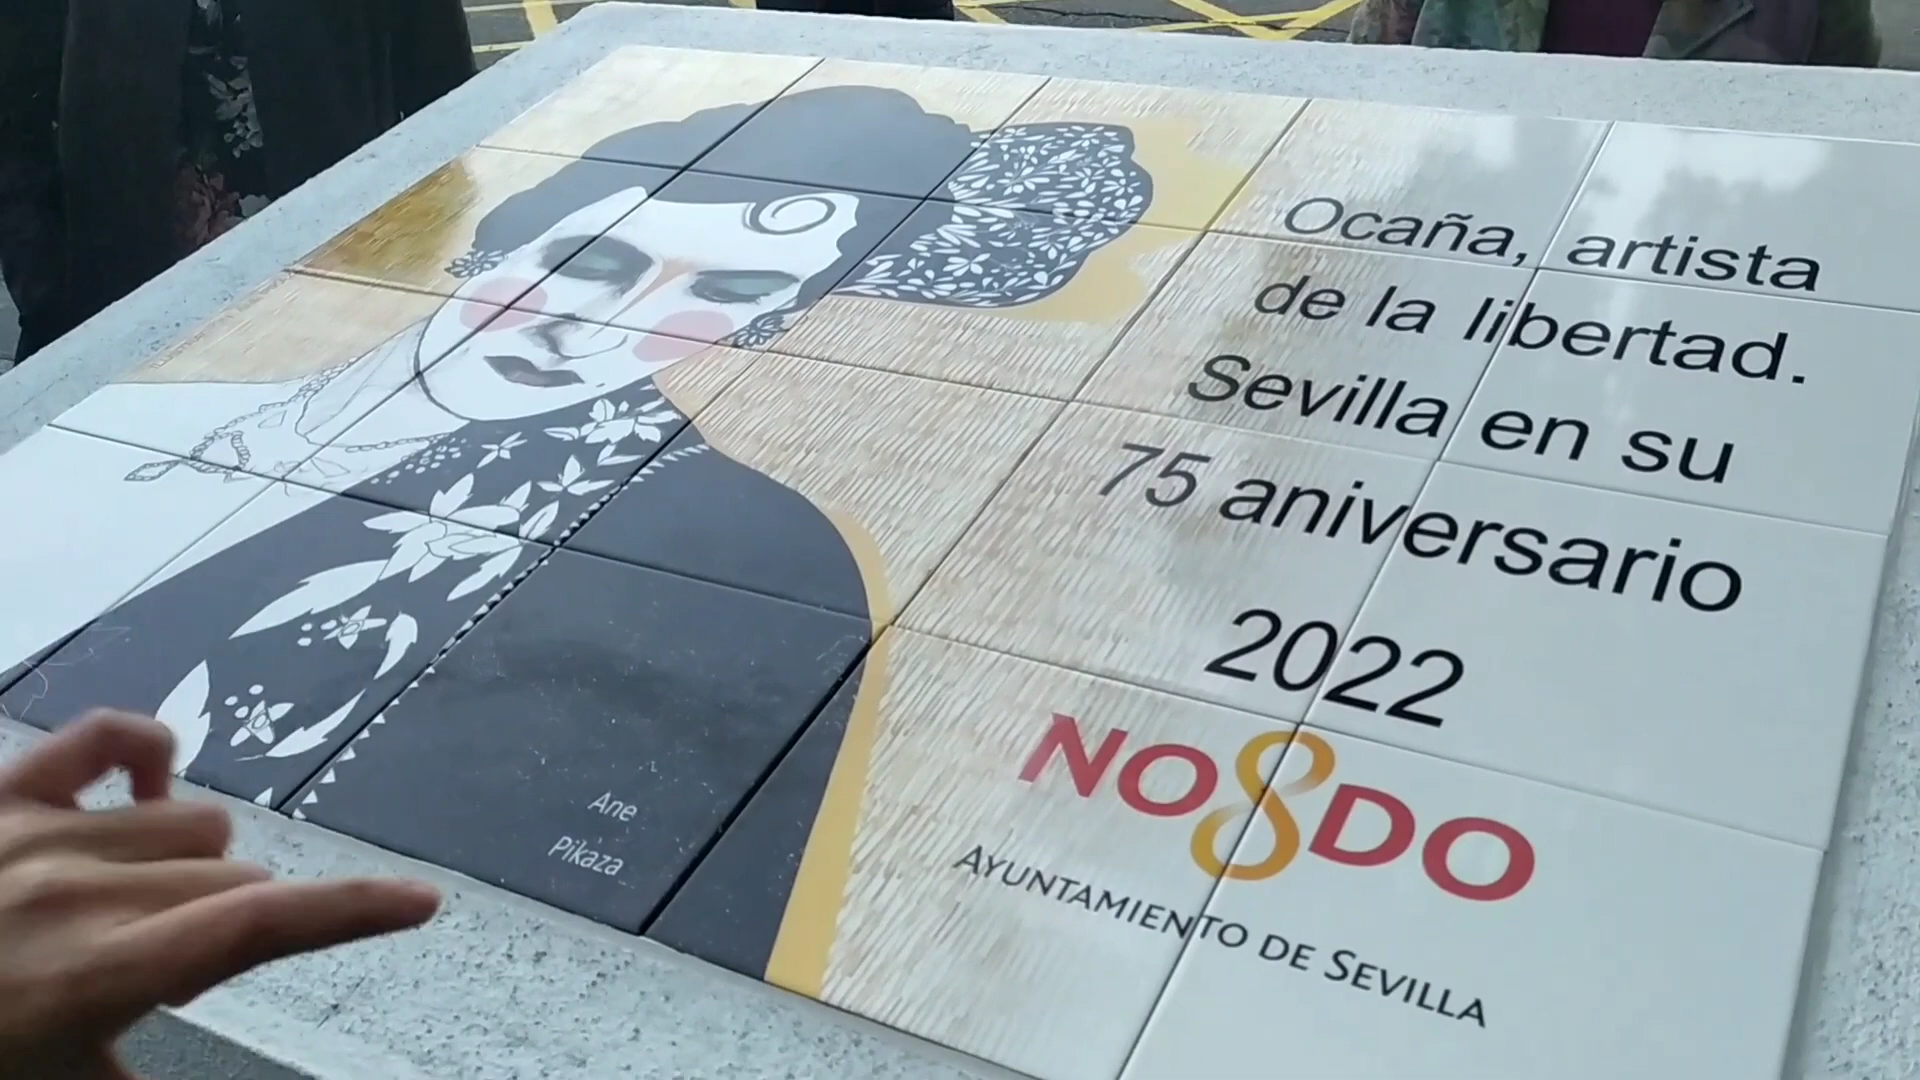 Ocaña, artista
de la libertad.
Sevilla en su
75 aniversario
2022
NO8DO
AYUNTAMIENTO DE SEVILLA
Ane
Pikaza